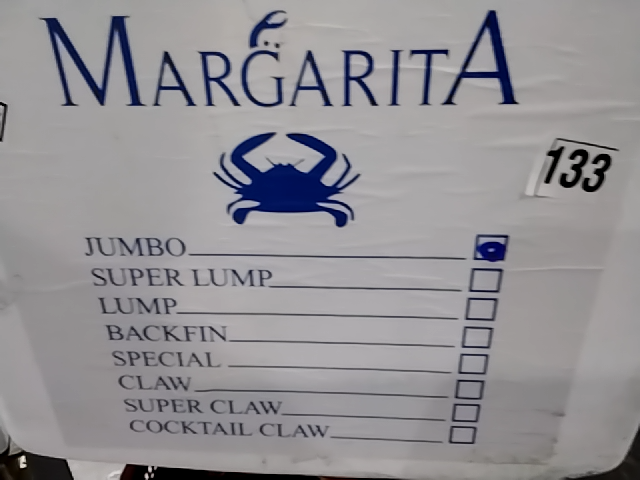 MARGARITA
133
JUMBO
SUPER LUMP
LUMP
BACKFIN
SPECIAL
CLAW
SUPER CLAW
COCKTAIL CLAW